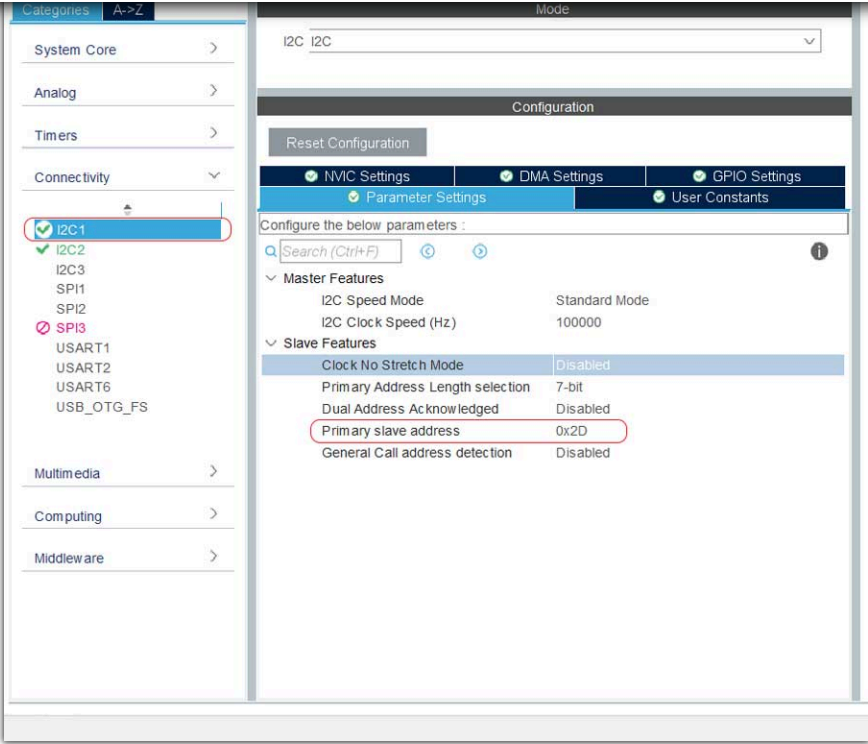 Categories A->Z
System Core
Analog
Timers
Connectivity
I2C1
I2C2
I2C3
SPI1
SPI2
SPI3
USART1
USART2
USART6
USB_OTG_FS
Multimedia
Computing
Middleware
Mode
I2C I2C
Configuration
Reset Configuration
NVIC Settings DMA Settings GPIO Settings
Parameter Settings User Constants
Configure the below parameters :
Search (Ctrl+F)
Master Features
I2C Speed Mode Standard Mode
I2C Clock Speed (Hz) 100000
Slave Features
Clock No Stretch Mode Disabled
Primary Address Length selection 7-bit
Dual Address Acknowledged Disabled
Primary slave address 0x2D
General Call address detection Disabled